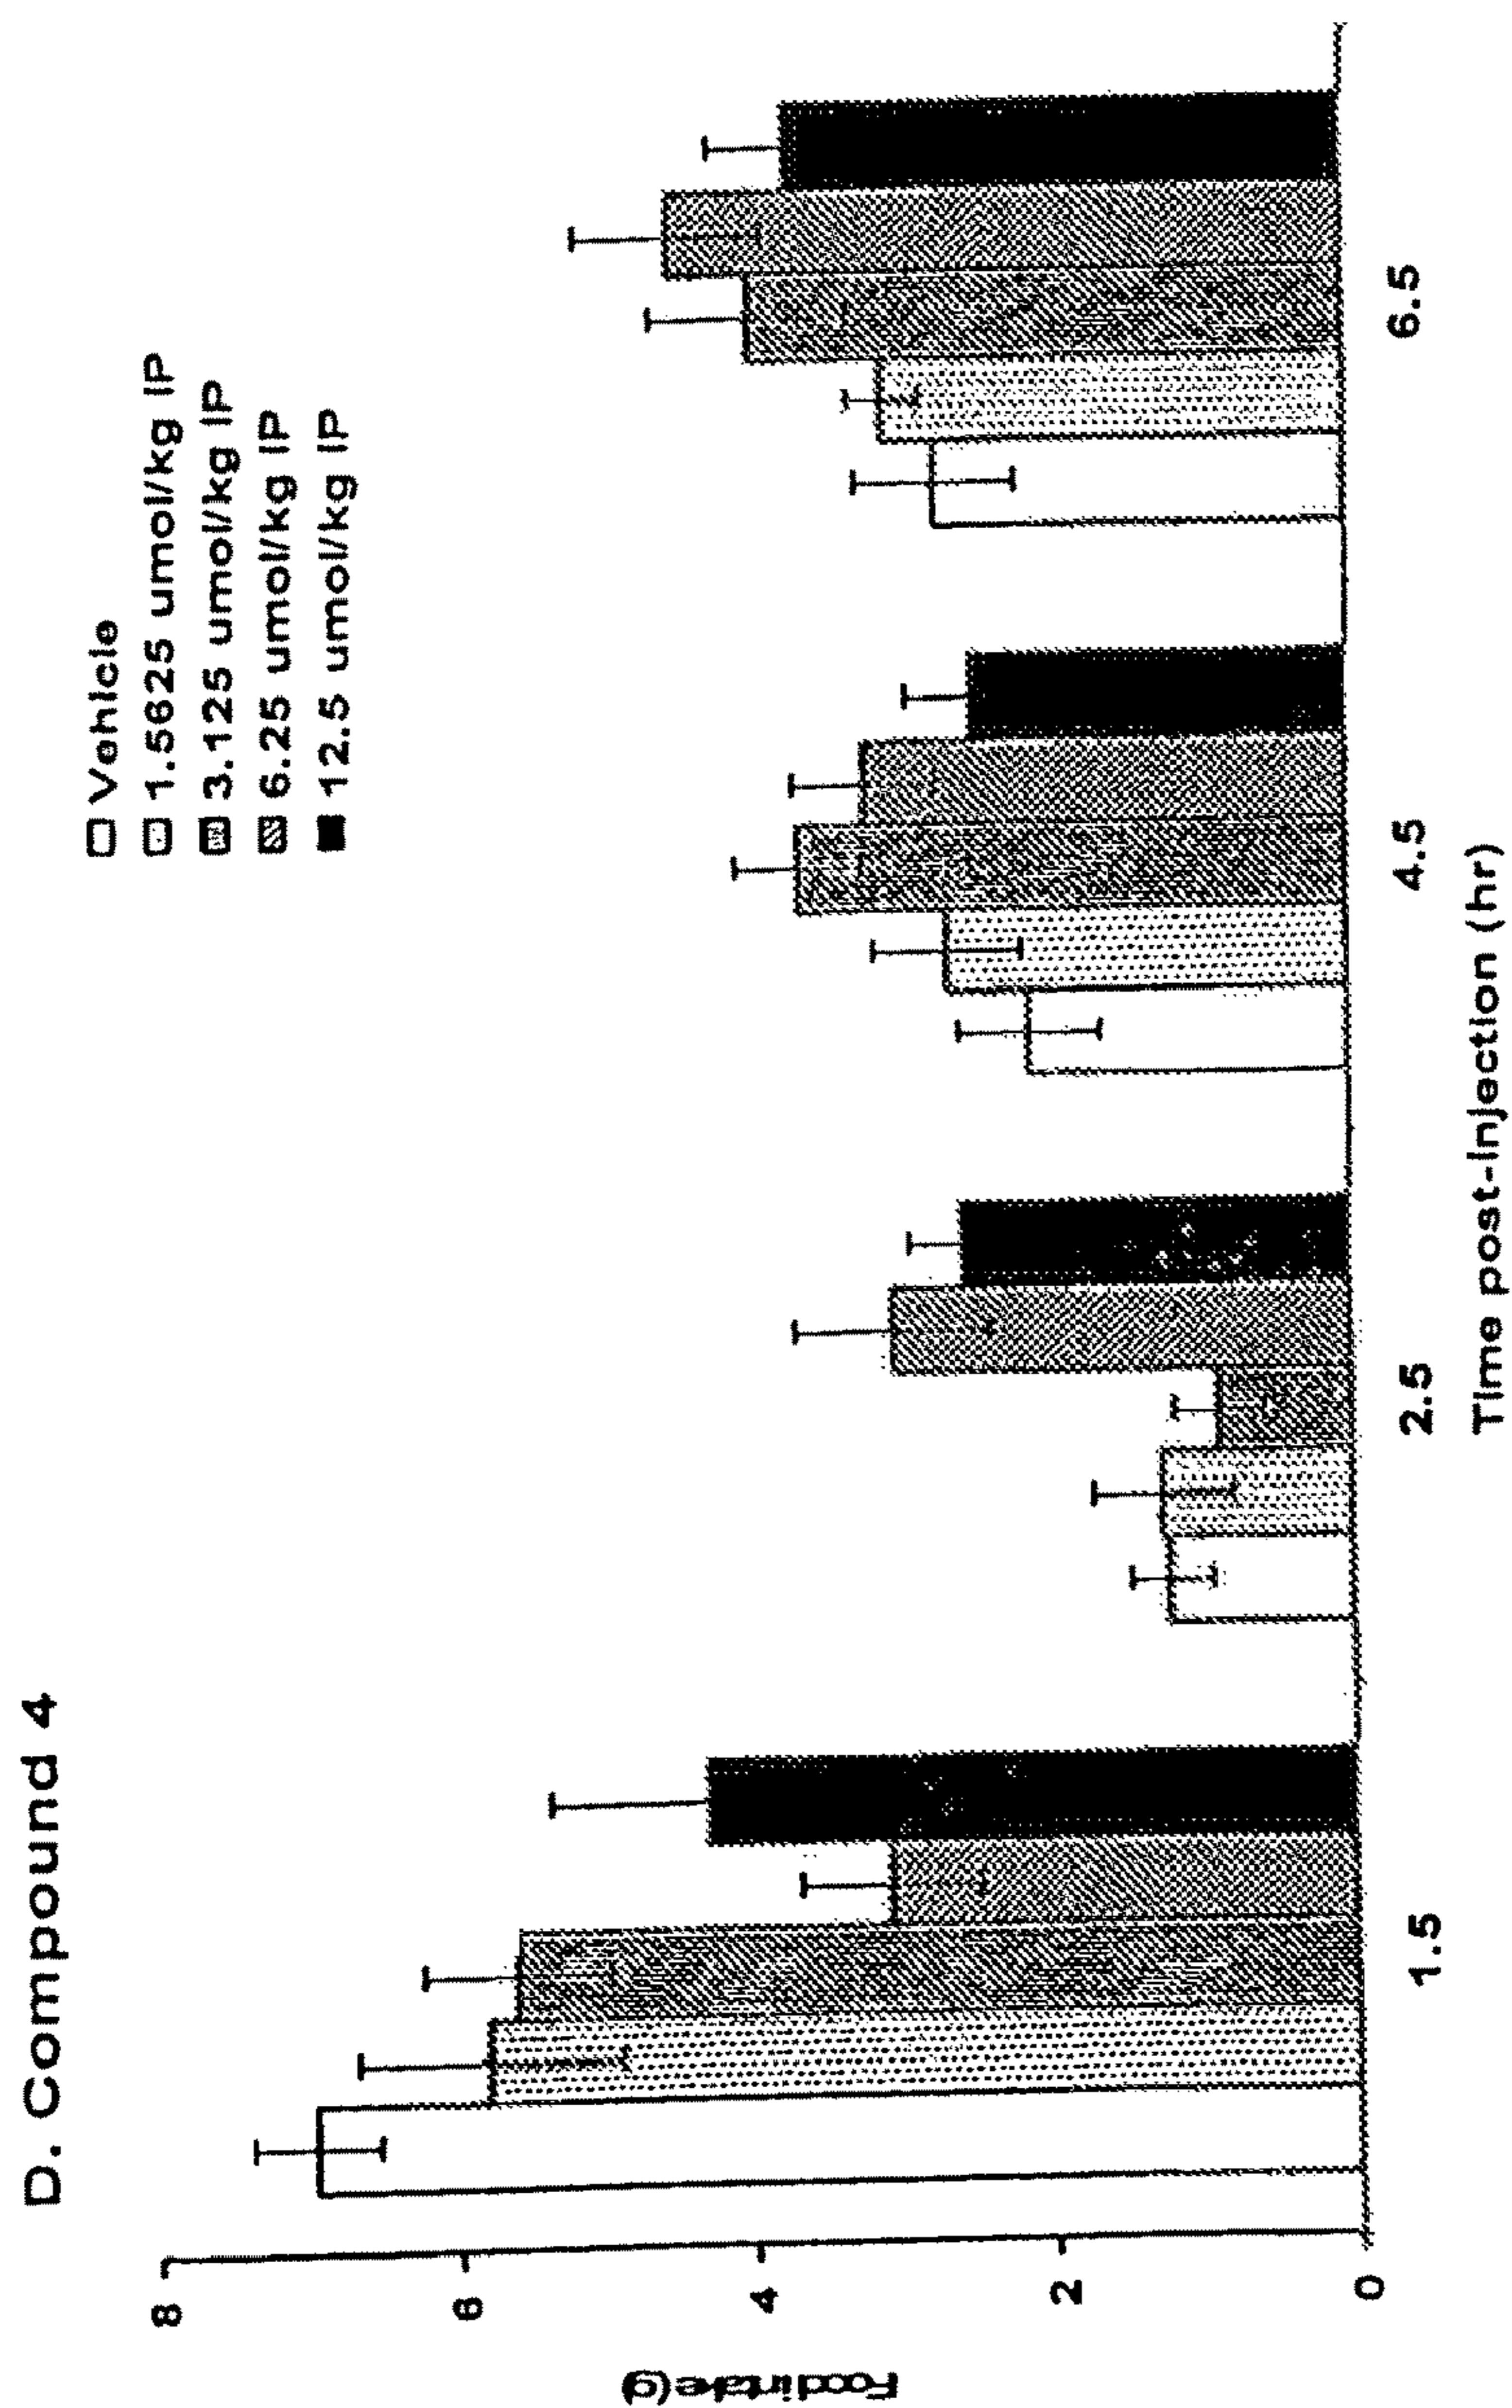 D. Compound 4
Vehicle
1.5625 umol/kg IP
3.125 umol/kg IP
6.25 umol/kg IP
12.5 umol/kg IP
Food intake (g)
8
6
4
2
0
1.5
2.5
4.5
6.5
Time post-injection (hr)